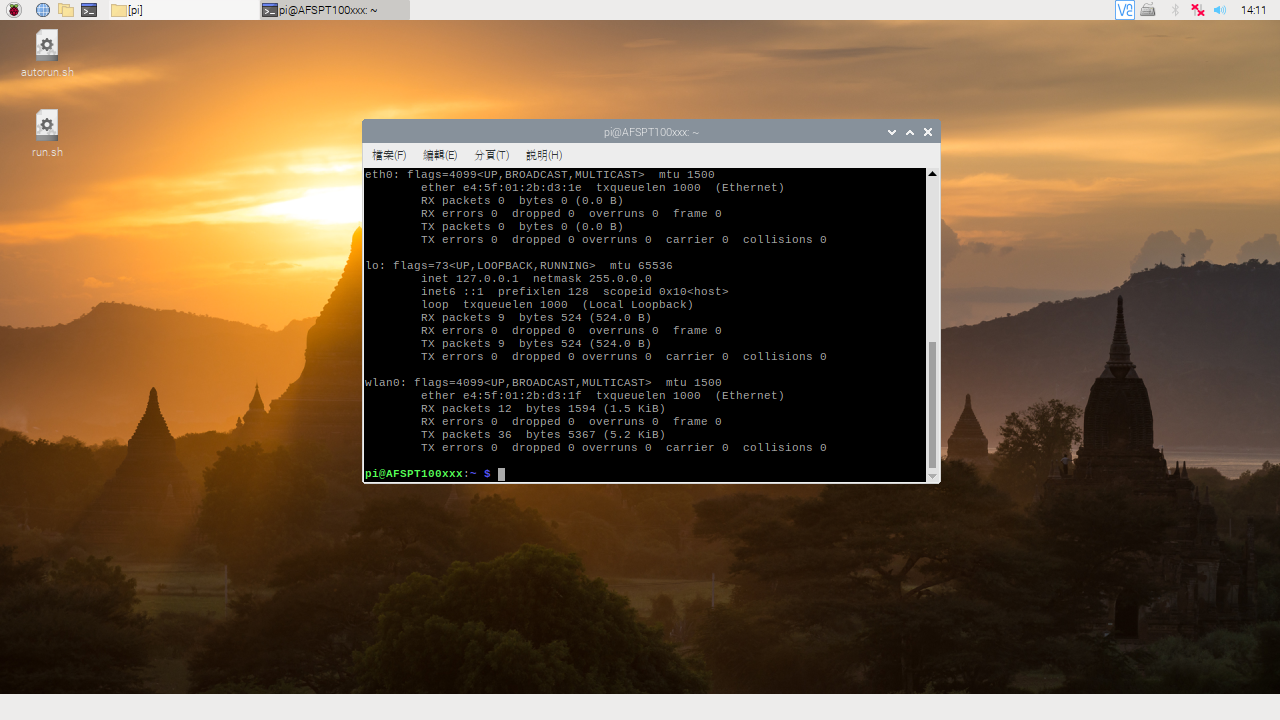 [pi]
pi@AFSPT100xxx: ~
14:11
autorun.sh
run.sh
pi@AFSPT100xxx: ~
檔案(F) 編輯(E) 分頁(T) 說明(H)
eth0: flags=4099<UP,BROADCAST,MULTICAST>  mtu 1500
        ether e4:5f:01:2b:d3:1e  txqueuelen 1000  (Ethernet)
        RX packets 0  bytes 0 (0.0 B)
        RX errors 0  dropped 0  overruns 0  frame 0
        TX packets 0  bytes 0 (0.0 B)
        TX errors 0  dropped 0 overruns 0  carrier 0  collisions 0
lo: flags=73<UP,LOOPBACK,RUNNING>  mtu 65536
        inet 127.0.0.1  netmask 255.0.0.0
        inet6 ::1  prefixlen 128  scopeid 0x10<host>
        loop  txqueuelen 1000  (Local Loopback)
        RX packets 9  bytes 524 (524.0 B)
        RX errors 0  dropped 0  overruns 0  frame 0
        TX packets 9  bytes 524 (524.0 B)
        TX errors 0  dropped 0 overruns 0  carrier 0  collisions 0
wlan0: flags=4099<UP,BROADCAST,MULTICAST>  mtu 1500
        ether e4:5f:01:2b:d3:1f  txqueuelen 1000  (Ethernet)
        RX packets 12  bytes 1594 (1.5 KiB)
        RX errors 0  dropped 0  overruns 0  frame 0
        TX packets 36  bytes 5367 (5.2 KiB)
        TX errors 0  dropped 0 overruns 0  carrier 0  collisions 0
pi@AFSPT100xxx:~ $